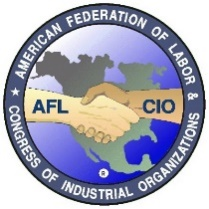 AMERICAN FEDERATION OF LABOR &
AFL CIO
CONGRESS OF INDUSTRIAL ORGANIZATIONS